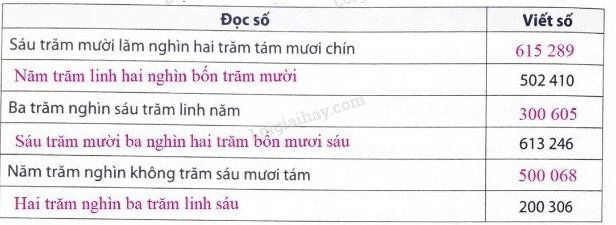 Đọc số Viết số
Sáu trăm mười lăm nghìn hai trăm tám mươi chín 615 289
Năm trăm linh hai nghìn bốn trăm mười 502 410
Ba trăm nghìn sáu trăm linh năm 300 605
Sáu trăm mười ba nghìn hai trăm bốn mươi sáu 613 246
Năm trăm nghìn không trăm sáu mươi tám 500 068
Hai trăm nghìn ba trăm linh sáu 200 306
Loigiaihay.com